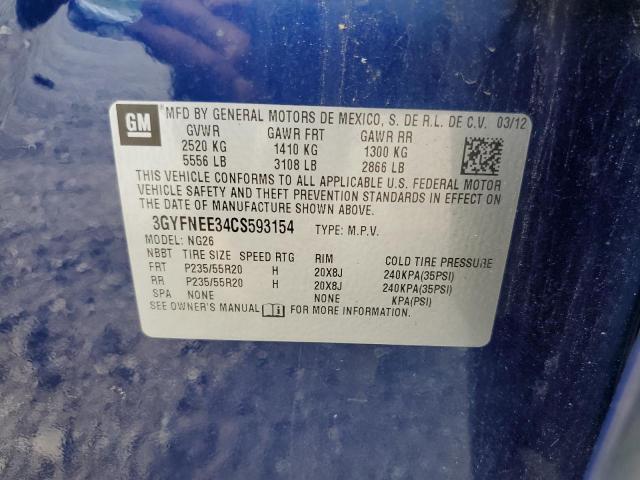 GM
MFD BY GENERAL MOTORS DE MEXICO, S. DE R.L. DE C.V. 03/12
GVWR GAWR FRT GAWR RR
2520 KG 1410 KG 1300 KG
5556 LB 3108 LB 2866 LB
THIS VEHICLE CONFORMS TO ALL APPLICABLE U.S. FEDERAL MOTOR
VEHICLE SAFETY AND THEFT PREVENTION STANDARDS IN EFFECT ON
THE DATE OF MANUFACTURE SHOWN ABOVE.
3GYFNEE34CS593154 TYPE: M.P.V.
MODEL: NG26
NBBT TIRE SIZE SPEED RTG RIM COLD TIRE PRESSURE
FRT P235/55R20 H 20X8J 240KPA(35PSI)
RR P235/55R20 H 20X8J 240KPA(35PSI)
SPA NONE NONE KPA(PSI)
SEE OWNER'S MANUAL FOR MORE INFORMATION.